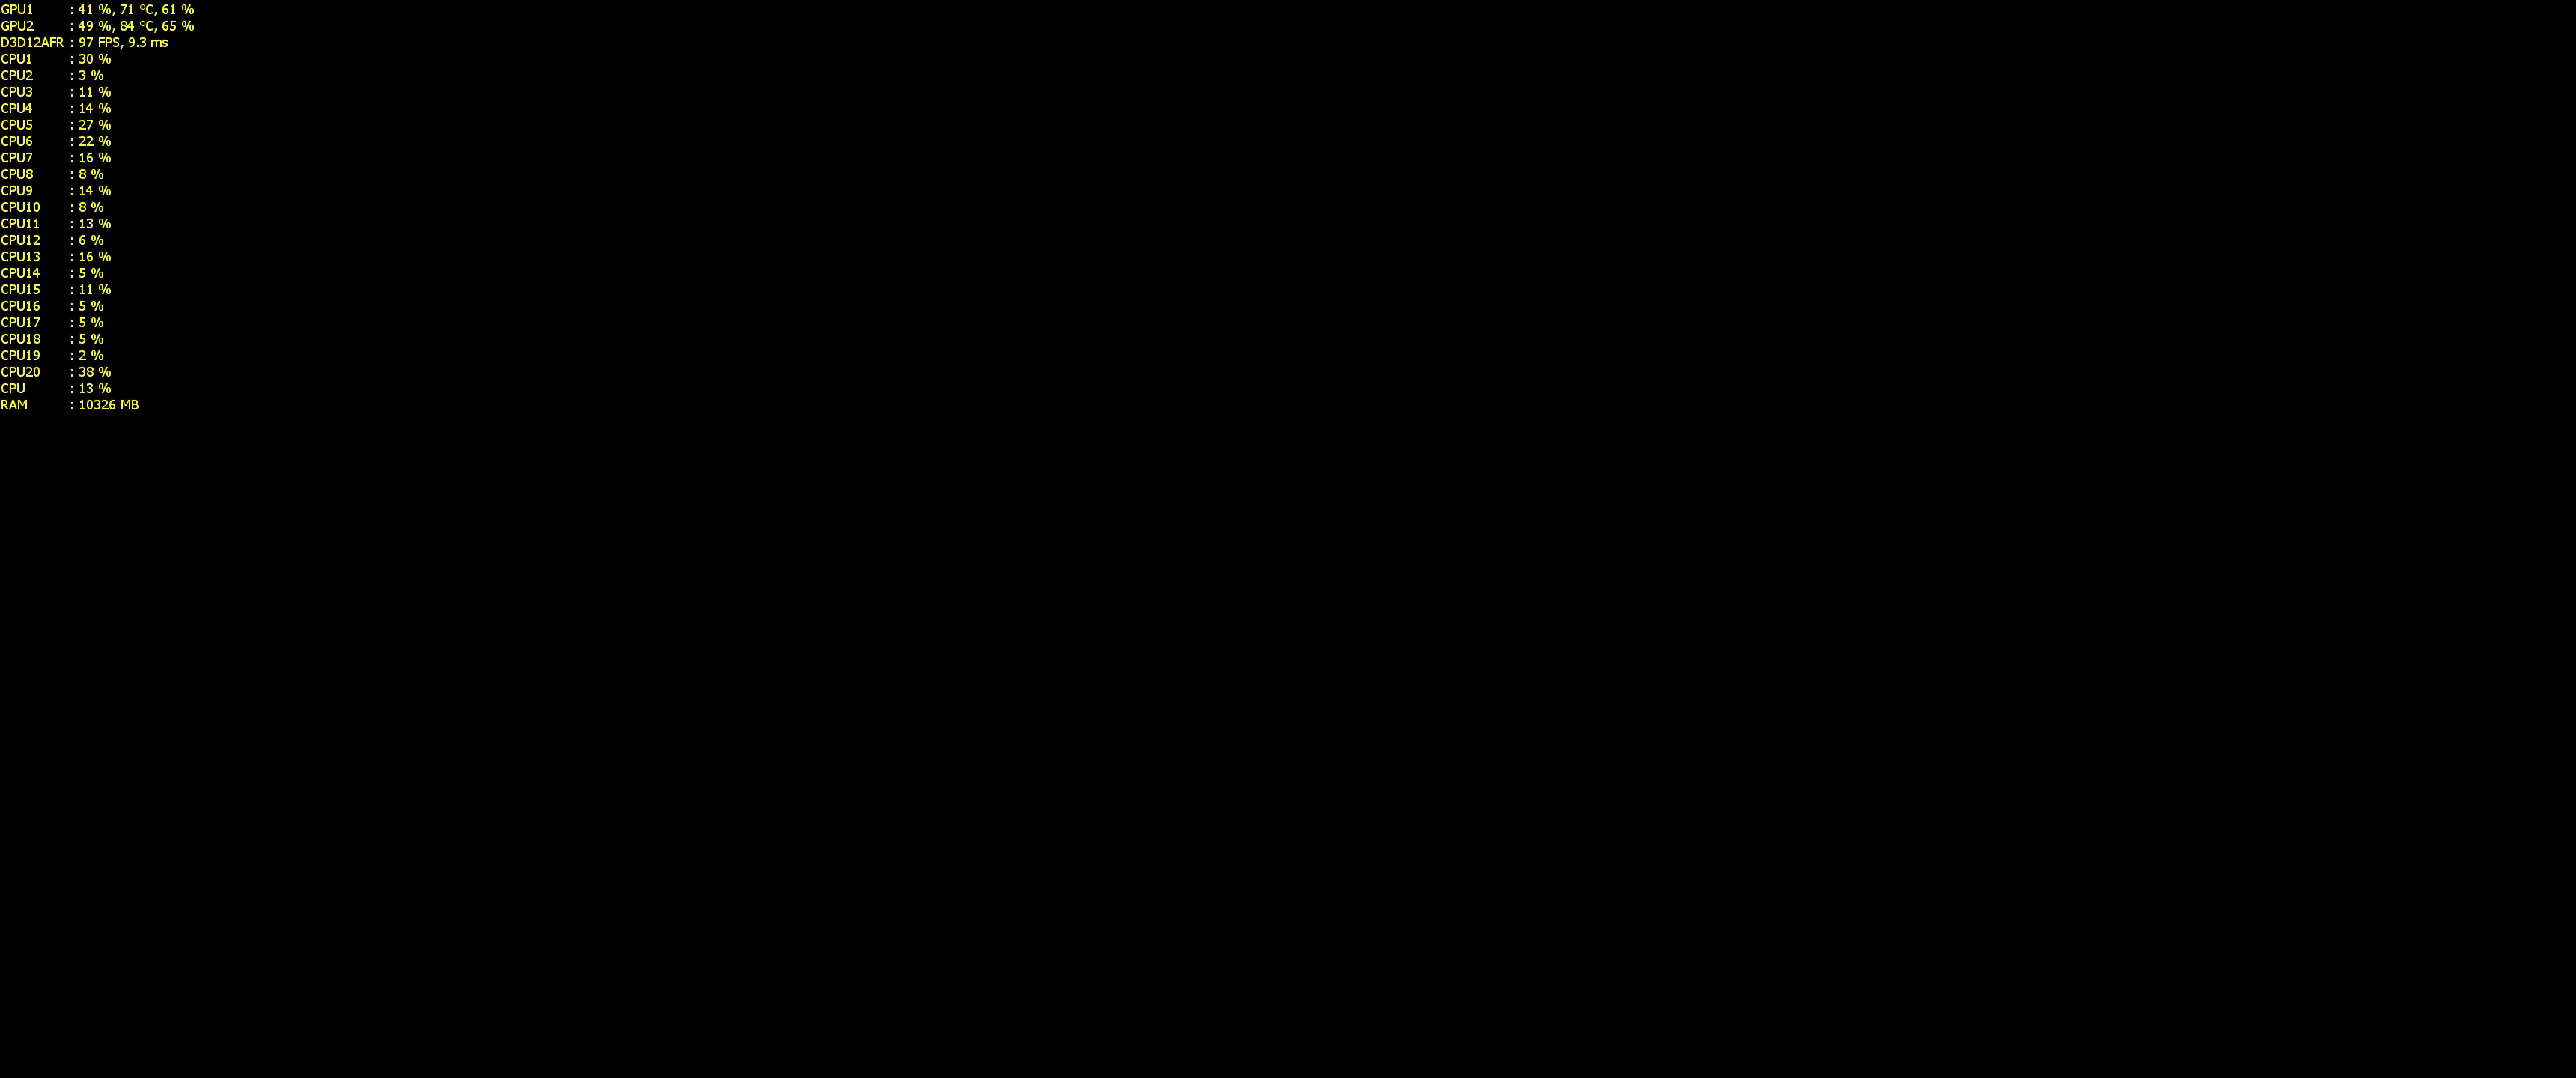 GPU1 : 41 %, 71 °C, 61 %
GPU2 : 49 %, 84 °C, 65 %
D3D12AFR : 97 FPS, 9.3 ms
CPU1 : 30 %
CPU2 : 3 %
CPU3 : 11 %
CPU4 : 14 %
CPU5 : 27 %
CPU6 : 22 %
CPU7 : 16 %
CPU8 : 8 %
CPU9 : 14 %
CPU10 : 8 %
CPU11 : 13 %
CPU12 : 6 %
CPU13 : 16 %
CPU14 : 5 %
CPU15 : 11 %
CPU16 : 5 %
CPU17 : 5 %
CPU18 : 5 %
CPU19 : 2 %
CPU20 : 38 %
CPU : 13 %
RAM : 10326 MB